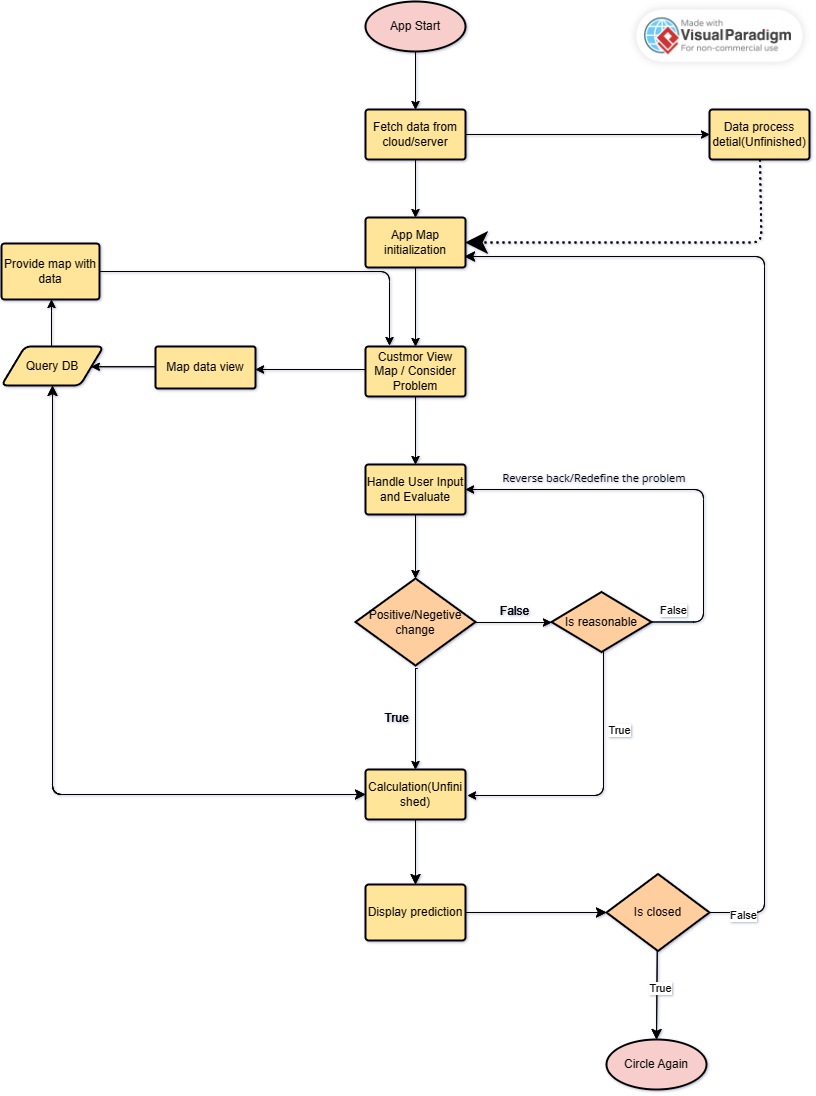 App Start
Made with
VisualParadigm
For non-commercial use
Fetch data from
cloud/server
Data process
detial(Unfinished)
App Map
initialization
Provide map with
data
Query DB
Map data view
Custmor View
Map / Consider
Problem
Handle User Input
and Evaluate
Reverse back/Redefine the problem
Positive/Negetive
change
False
Is reasonable
False
True
True
Calculation(Unfini
shed)
Display prediction
Is closed
False
True
Circle Again